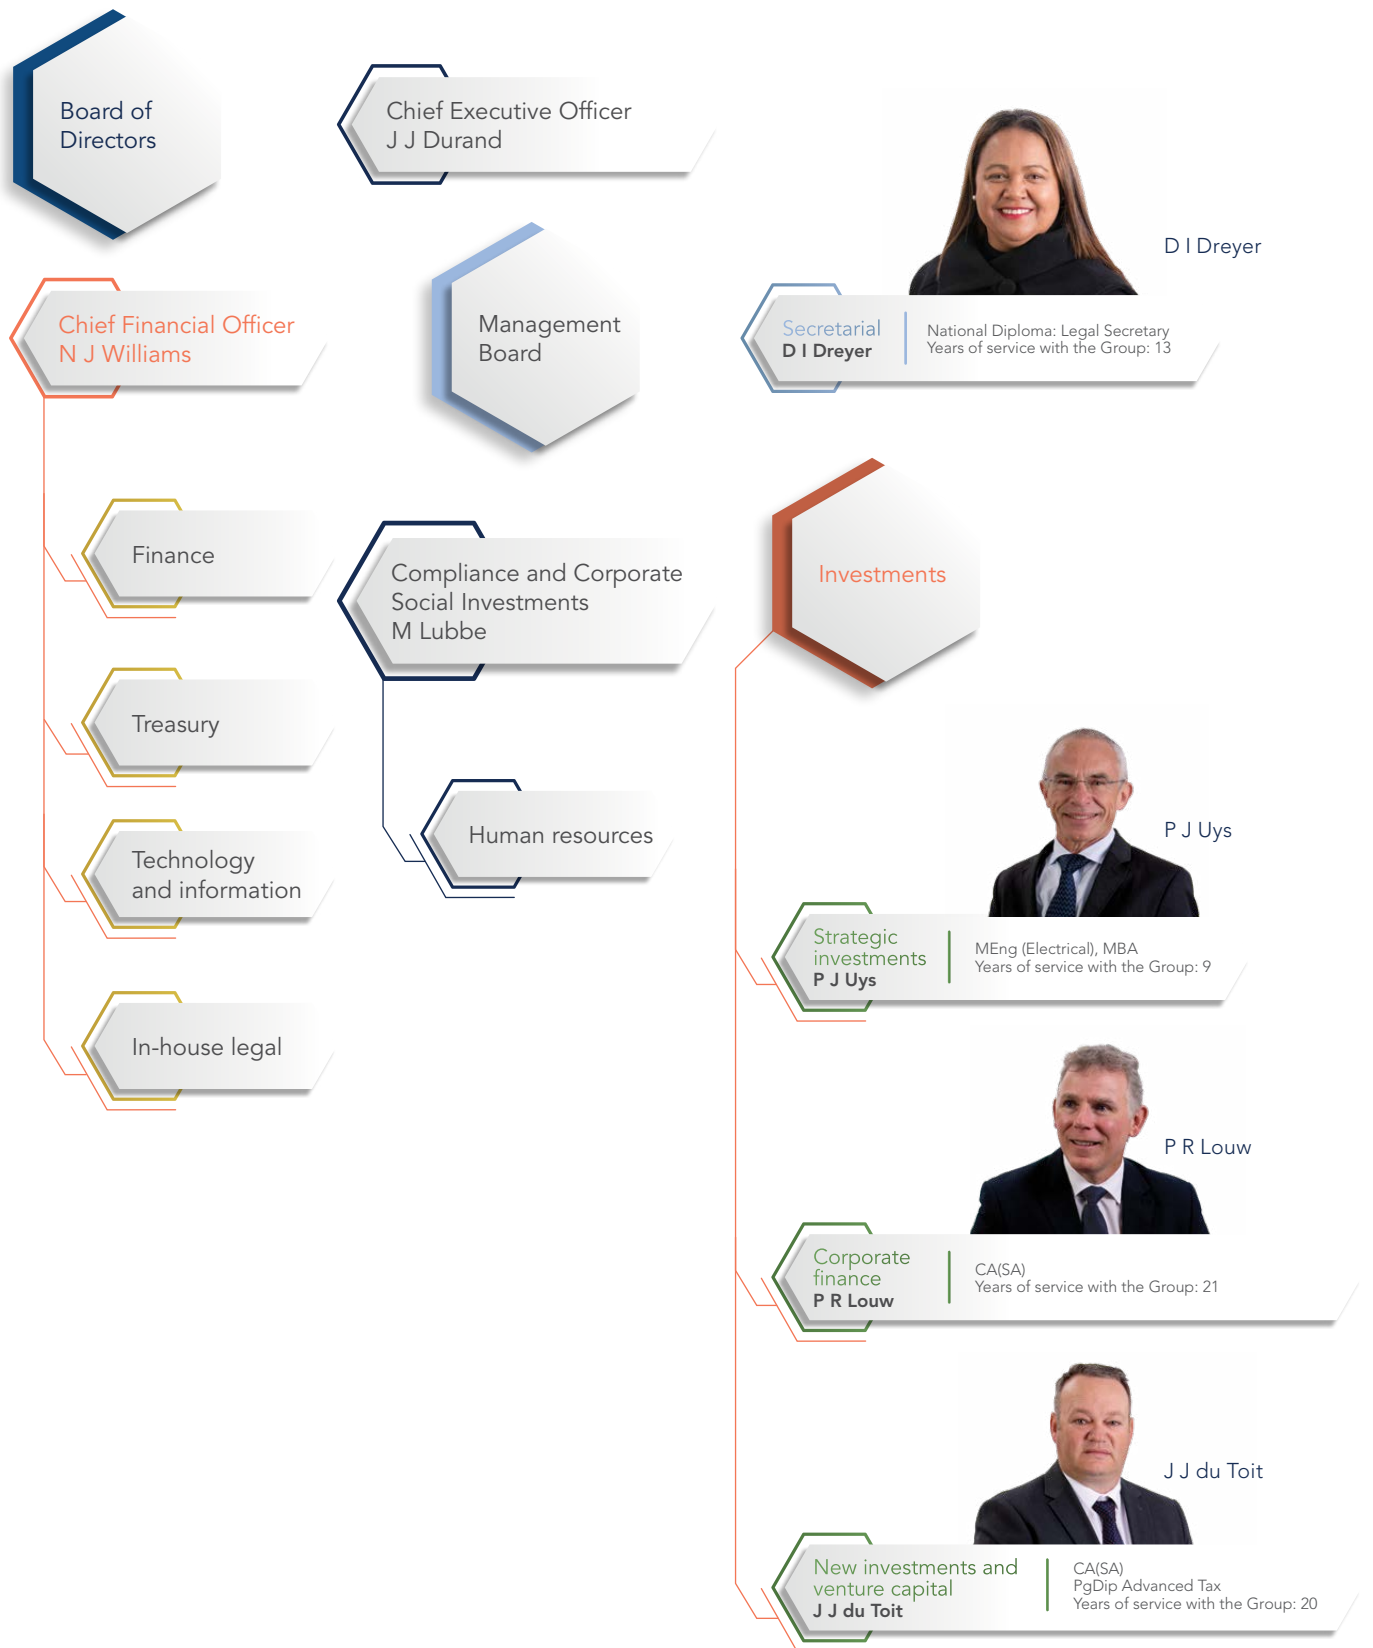 Board of
Directors
Chief Executive Officer
J J Durand
D I Dreyer
Chief Financial Officer
N J Williams
Management
Board
Secretarial
D I Dreyer
National Diploma: Legal Secretary
Years of service with the Group: 13
Finance
Compliance and Corporate
Social Investments
M Lubbe
Investments
Treasury
Human resources
Technology
and information
In-house legal
P J Uys
Strategic
investments
P J Uys
MEng (Electrical), MBA
Years of service with the Group: 9
P R Louw
Corporate
finance
P R Louw
CA(SA)
Years of service with the Group: 21
J J du Toit
New investments and
venture capital
J J du Toit
CA(SA)
PgDip Advanced Tax
Years of service with the Group: 20